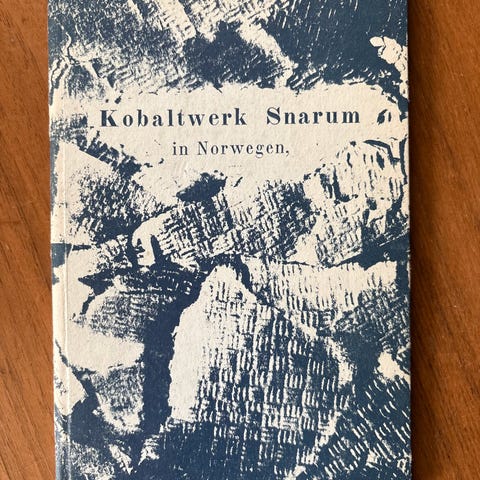 Kobaltwerk Snarum
in Norwegen,